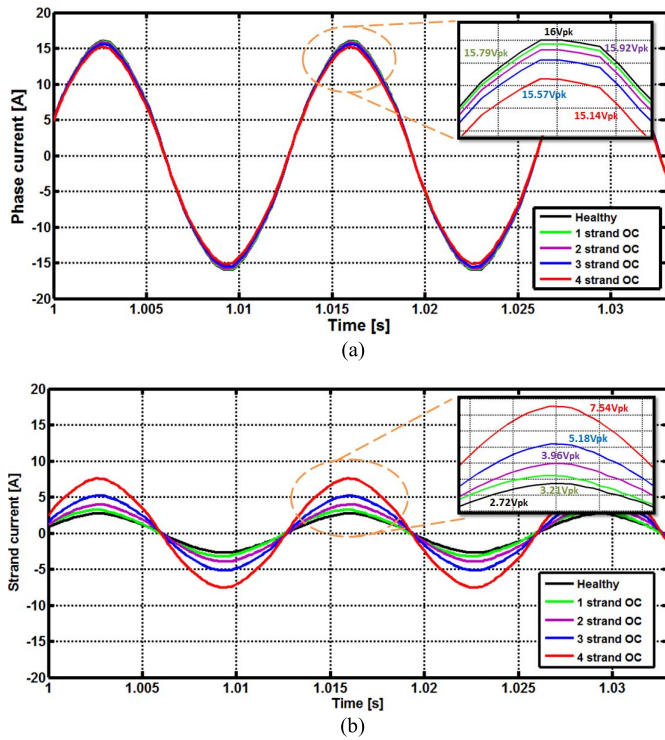 20
15
10
5
0
-5
-10
-15
-20
Phase current [A]
16Vpk
15.79Vpk
15.92Vpk
15.57Vpk
15.14Vpk
Healthy
1 strand OC
2 strand OC
3 strand OC
4 strand OC
1 1.005 1.01 1.015 1.02 1.025 1.03
Time [s]
(a)
20
15
10
5
0
-5
-10
-15
-20
Strand current [A]
7.54Vpk
5.18Vpk
3.96Vpk
3.21Vpk
2.72Vpk
Healthy
1 strand OC
2 strand OC
3 strand OC
4 strand OC
1 1.005 1.01 1.015 1.02 1.025 1.03
Time [s]
(b)